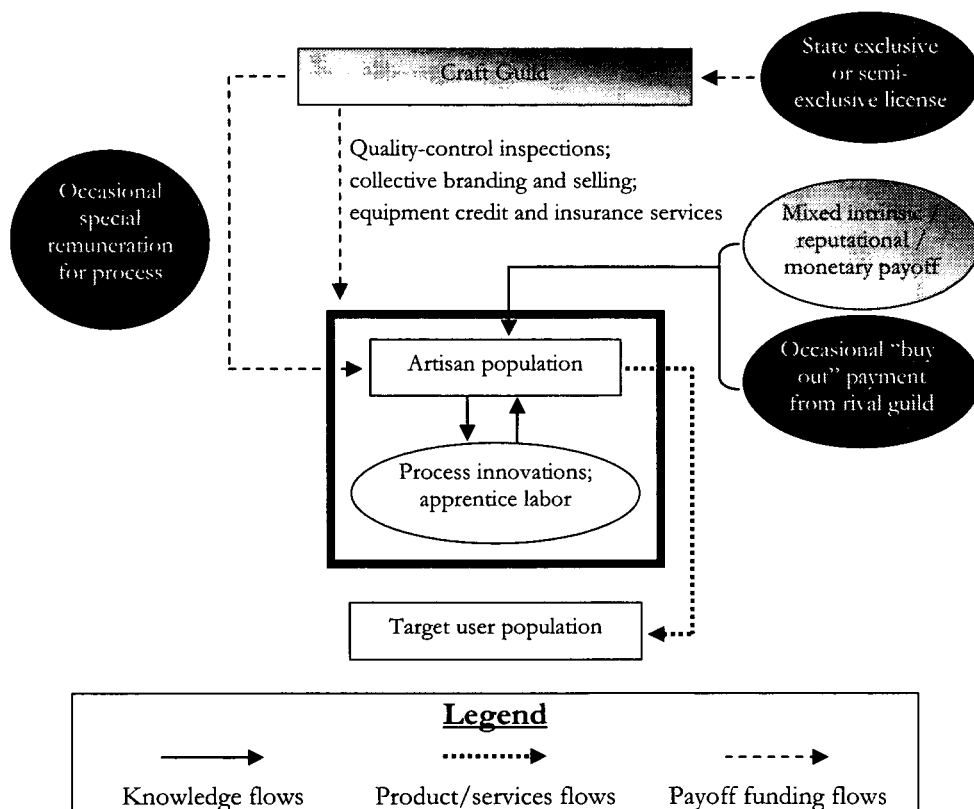 State exclusive
or semi-
exclusive license
Craft Guild
Quality-control inspections;
collective branding and selling;
equipment credit and insurance services
Occasional
special
remuneration
for process
Mixed intrinsic /
reputational /
monetary payoff
Occasional “buy
out” payment
from rival guild
Artisan population
Process innovations;
apprentice labor
Target user population
Legend
Knowledge flows
Product/services flows
Payoff funding flows